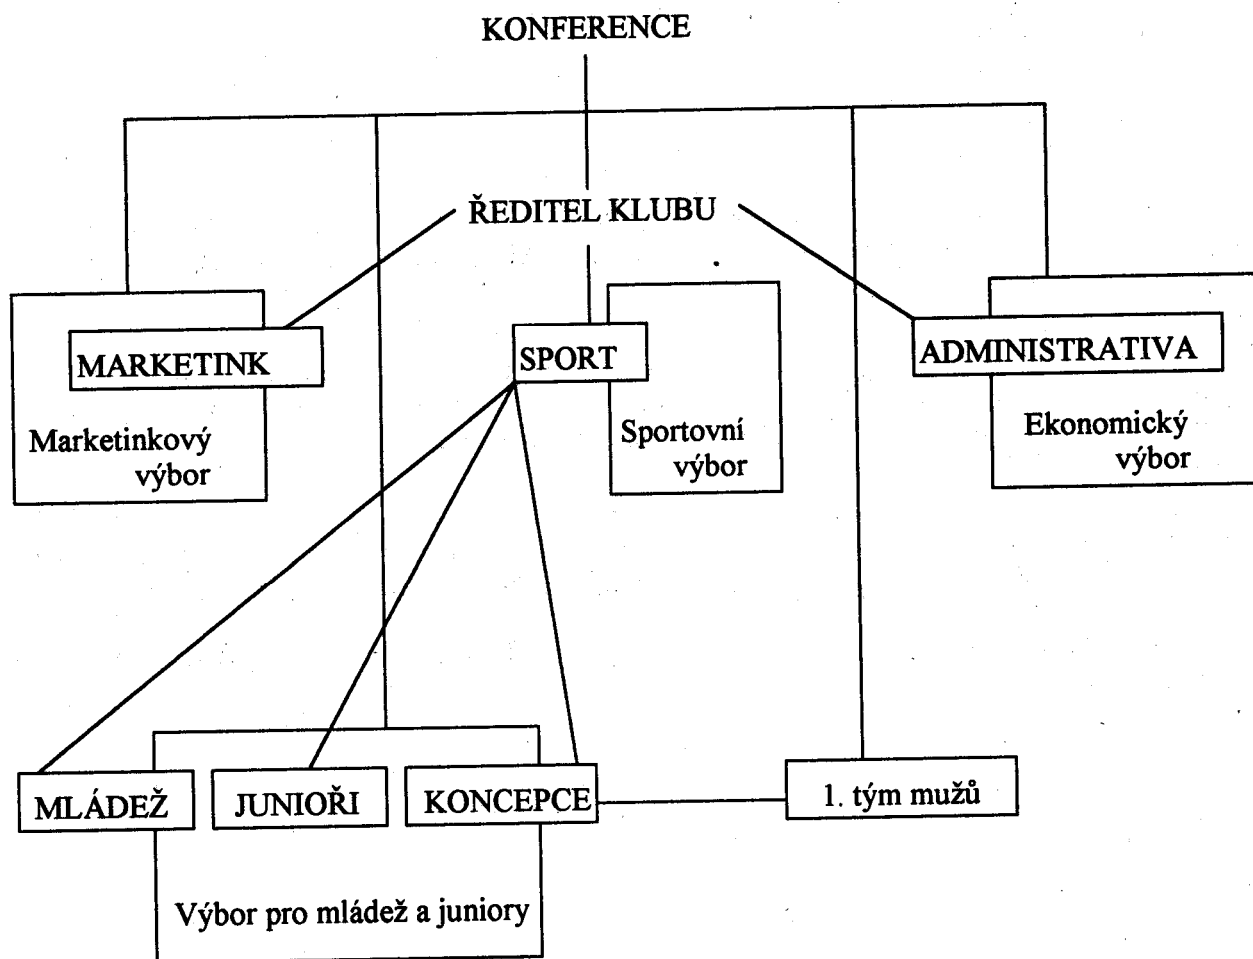 KONFERENCE
ŘEDITEL KLUBU
MARKETINK
SPORT
ADMINISTRATIVA
Marketinkový
výbor
Sportovní
výbor
Ekonomický
výbor
MLÁDEŽ
JUNIOŘI
KONCEPCE
1. tým mužů
Výbor pro mládež a juniory